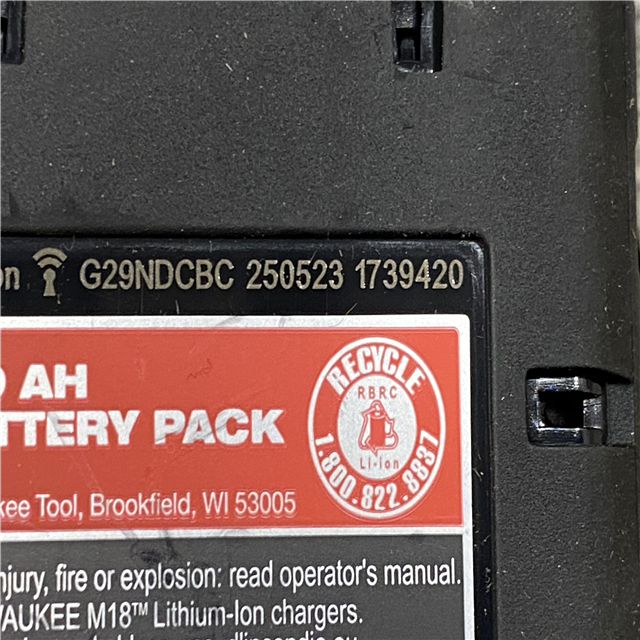 on G29NDCBC 250523 1739420
AH
TTERY PACK
RECYCLE
RBRC
Li-Ion
1.800.822.8837
kee Tool, Brookfield, WI 53005
njury, fire or explosion: read operator's manual.
WAUKEE M18™ Lithium-Ion chargers.